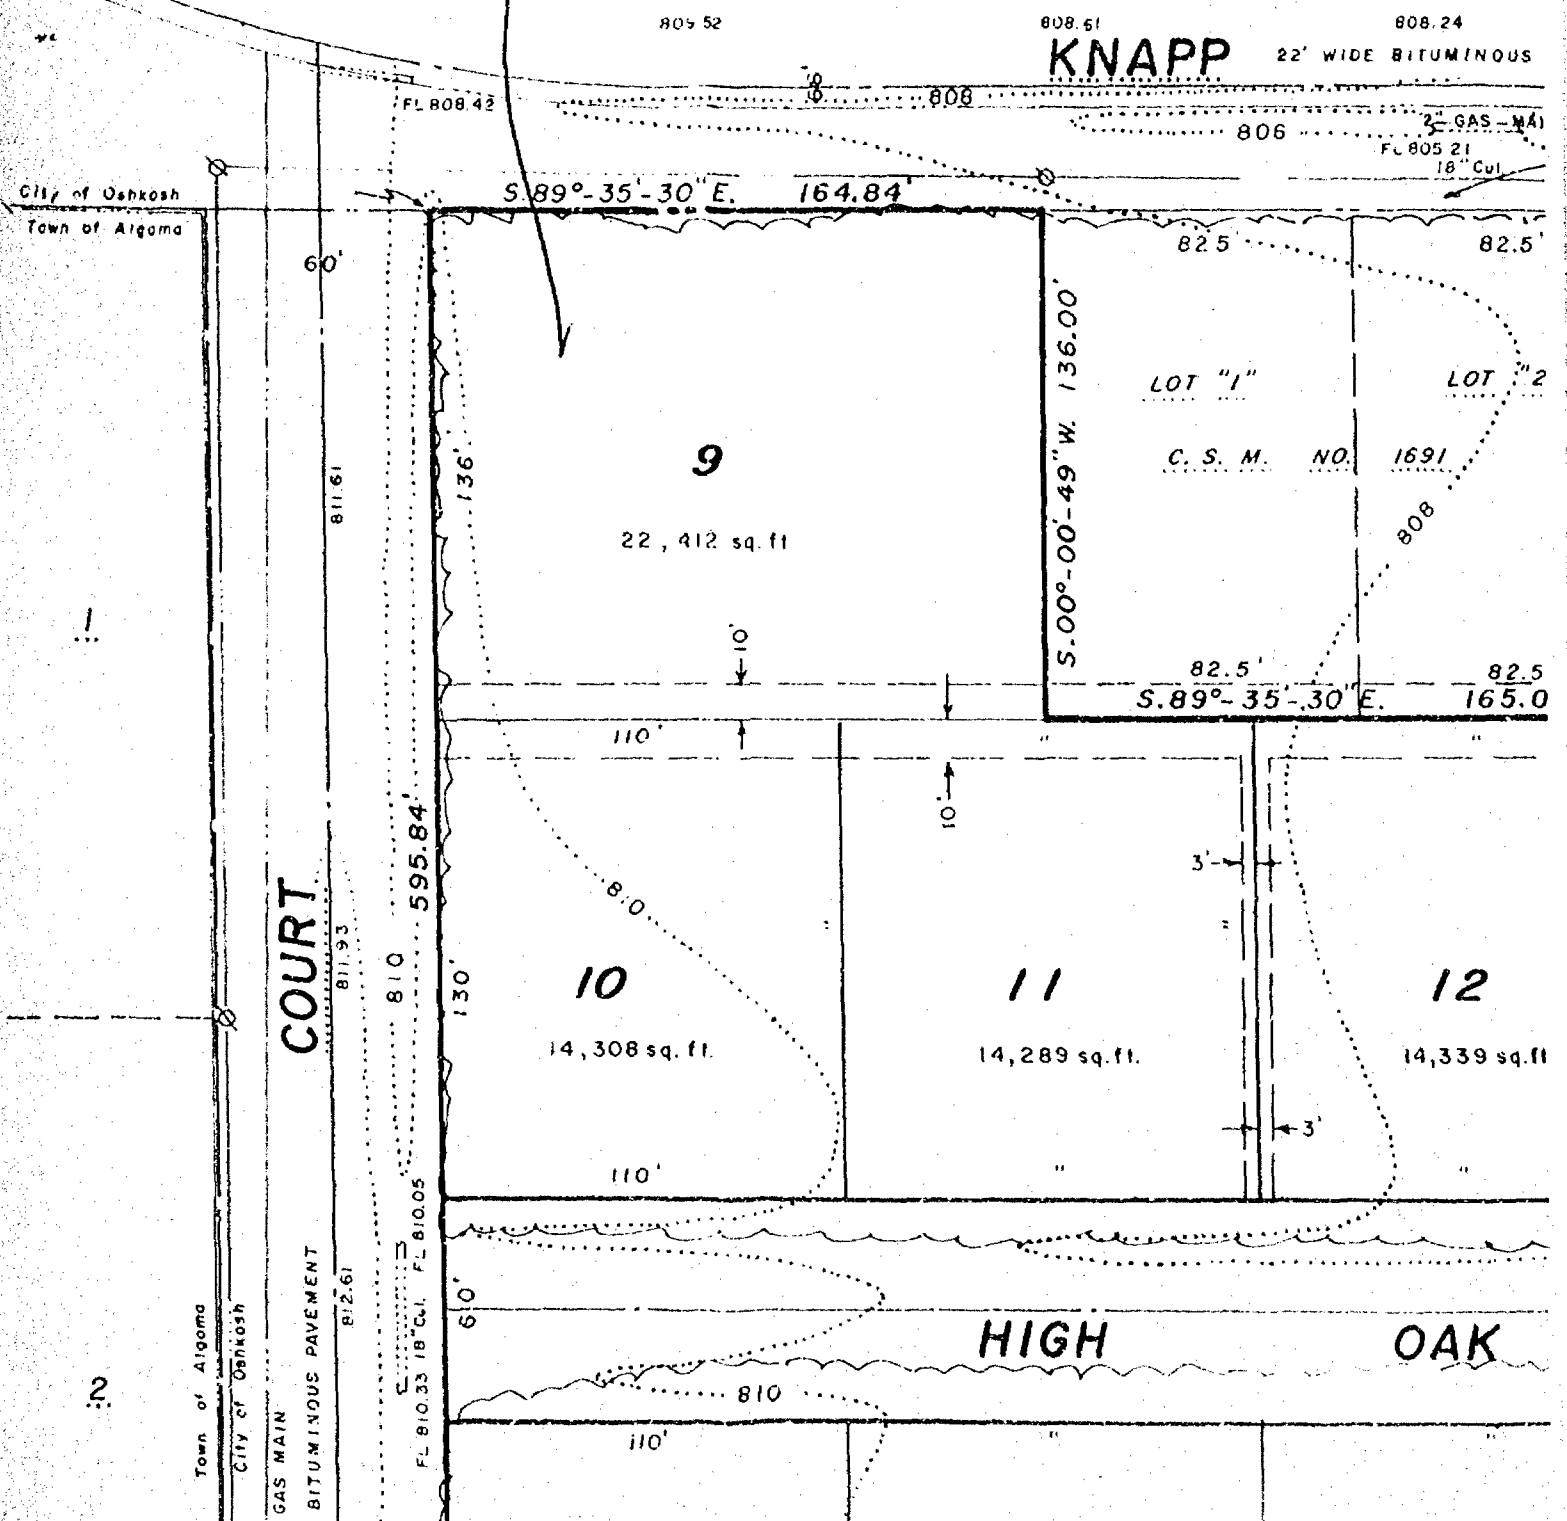 809.52
808.61
808.24
KNAPP
22' WIDE BITUMINOUS
808
FL 808.42
806
2" GAS-MAI
FL 805.21
18" Cul.
City of Oshkosh
Town of Algoma
S.89°-35'-30"E. 164.84'
60'
82.5'
82.5'
S.00°-00'-49"W. 136.00'
LOT "1"
LOT "2
C. S. M. NO. 1691
136'
9
22,412 sq.ft
811.61
808
1
10'
82.5'
82.5
S.89°-35'-30"E. 165.0
110'
"
"
10'
595.84'
3'
810
COURT
811.93
810
130'
"
"
10
11
12
14,308 sq.ft.
14,289 sq.ft.
14,339 sq.ft
3'
110'
"
"
FL 810.33 18" Cul. FL 810.05
60'
812.61
HIGH OAK
2
Town of Algoma
City of Oshkosh
GAS MAIN
BITUMINOUS PAVEMENT
810
110'
"
"